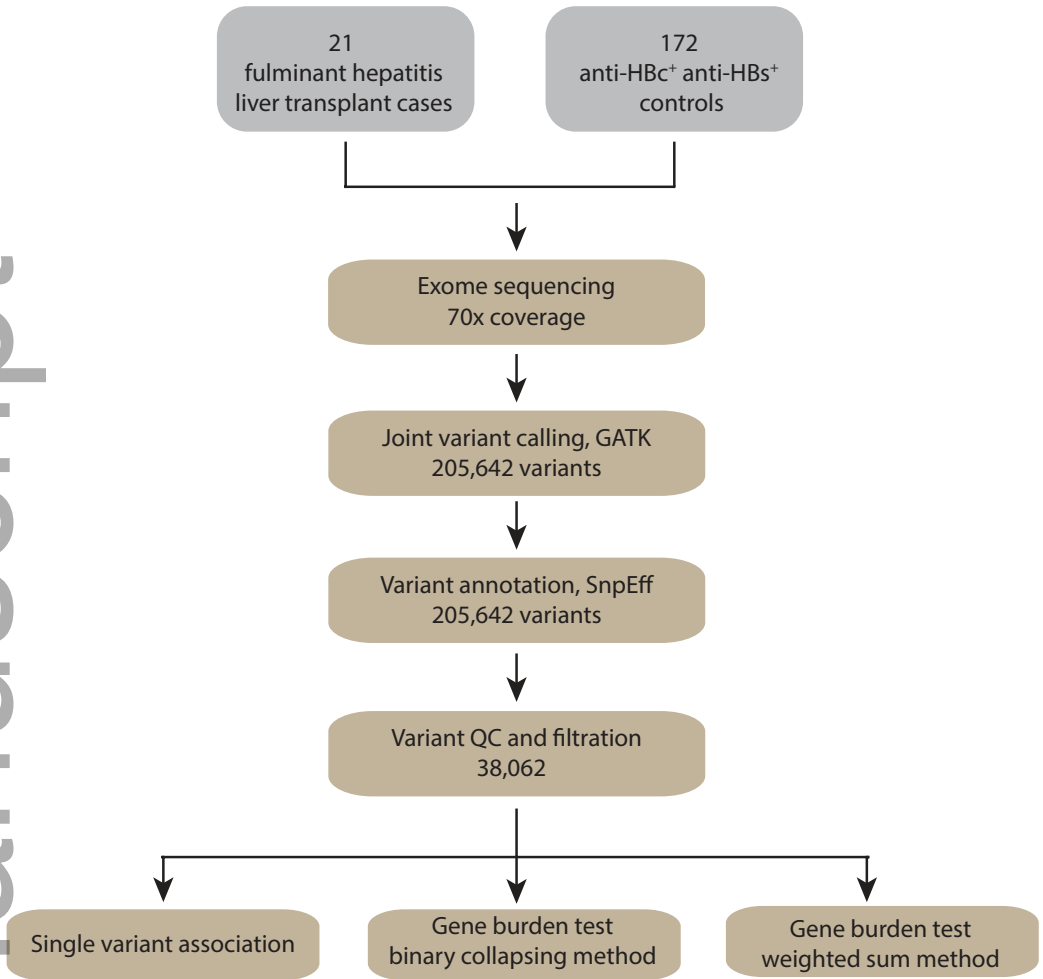 21
fulminant hepatitis
liver transplant cases
172
anti-HBc⁺ anti-HBs⁺
controls
Exome sequencing
70x coverage
Joint variant calling, GATK
205,642 variants
Variant annotation, SnpEff
205,642 variants
Variant QC and filtration
38,062
Single variant association
Gene burden test
binary collapsing method
Gene burden test
weighted sum method